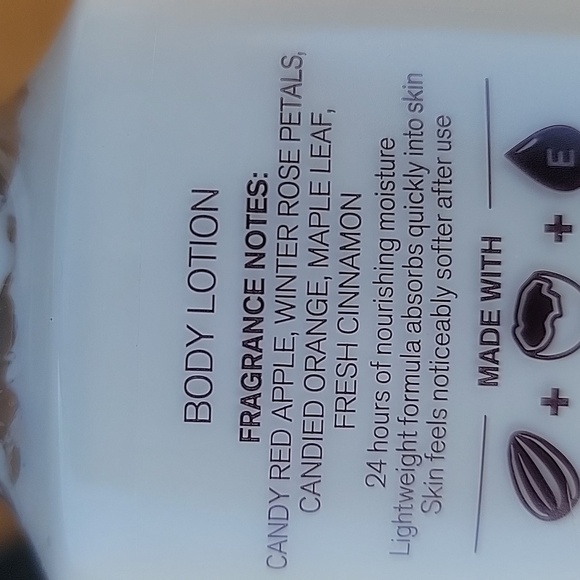 BODY LOTION
FRAGRANCE NOTES:
CANDY RED APPLE, WINTER ROSE PETALS,
CANDIED ORANGE, MAPLE LEAF,
FRESH CINNAMON
24 hours of nourishing moisture
Lightweight formula absorbs quickly into skin
Skin feels noticeably softer after use
MADE WITH
+ + E